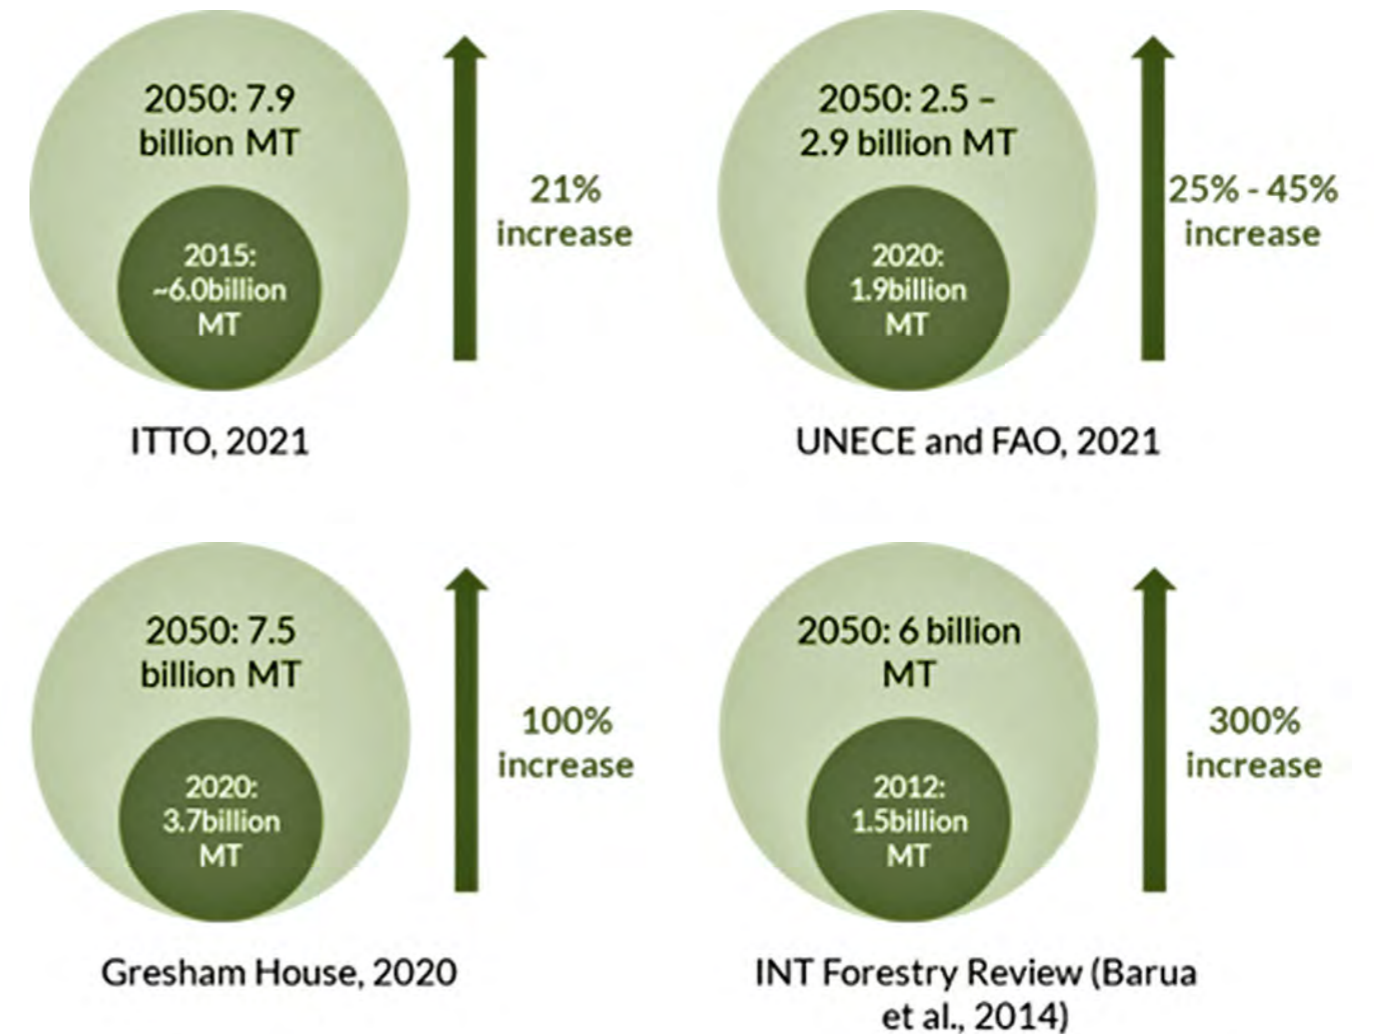 2050: 7.9
billion MT
2015:
~6.0billion
MT
21%
increase
ITTO, 2021
2050: 2.5 –
2.9 billion MT
2020:
1.9billion
MT
25% - 45%
increase
UNECE and FAO, 2021
2050: 7.5
billion MT
2020:
3.7billion
MT
100%
increase
Gresham House, 2020
2050: 6 billion
MT
2012:
1.5billion
MT
300%
increase
INT Forestry Review (Barua
et al., 2014)